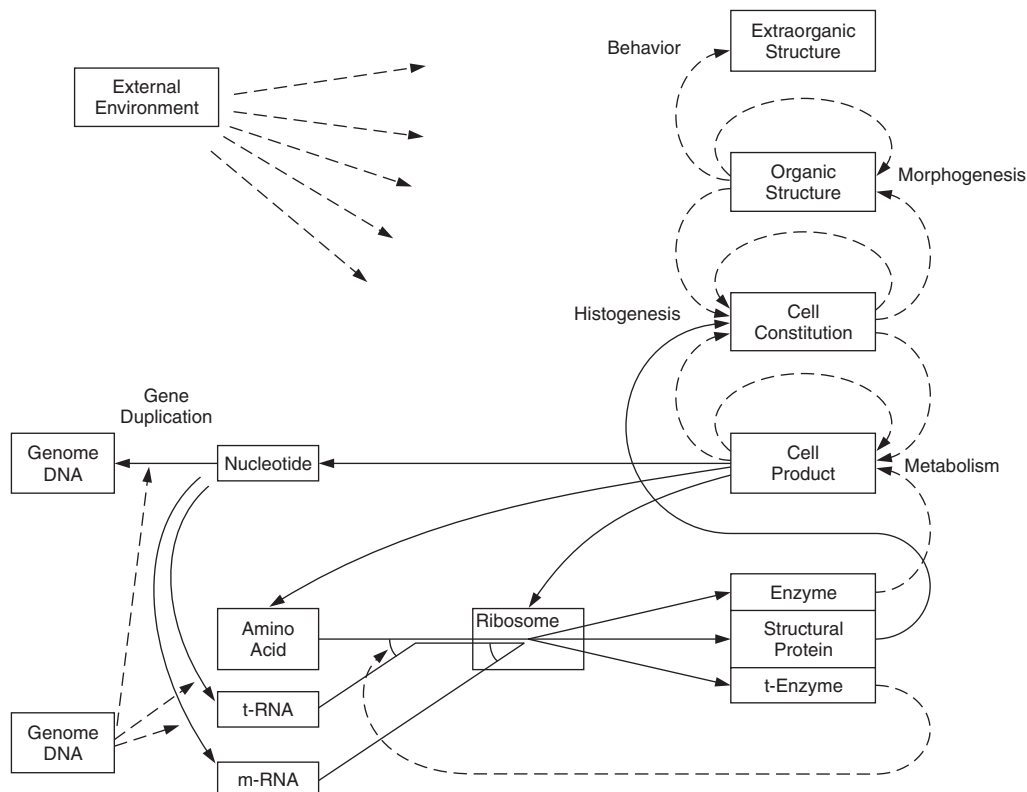 Extraorganic
Structure
Behavior
External
Environment
Organic
Structure
Morphogenesis
Histogenesis
Cell
Constitution
Gene
Duplication
Genome
DNA
Nucleotide
Cell
Product
Metabolism
Enzyme
Amino
Acid
Ribosome
Structural
Protein
t-Enzyme
t-RNA
Genome
DNA
m-RNA